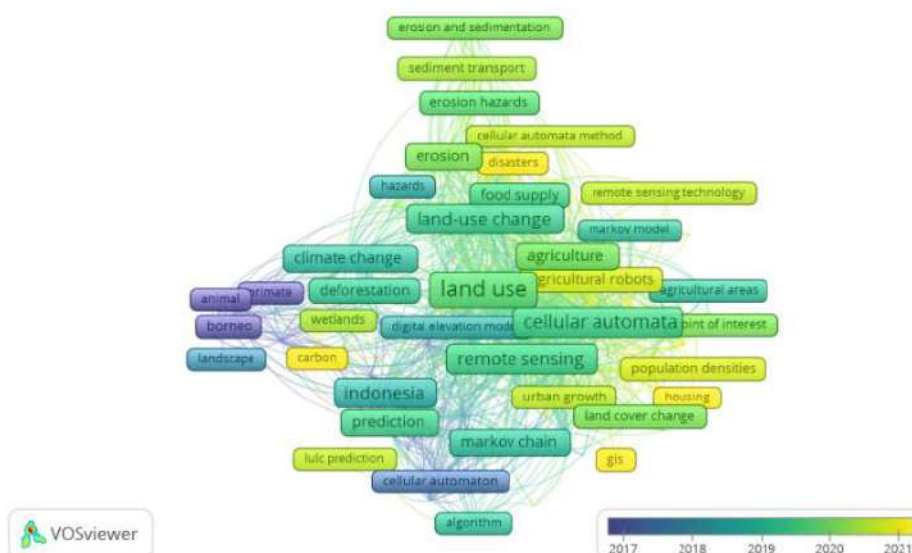 erosion and sedimentation
sediment transport
erosion hazards
cellular automata method
erosion
disasters
hazards
food supply
remote sensing technology
land-use change
markov model
climate change
agriculture
land use
agricultural robots
deforestation
agricultural areas
animal
primate
borneo
wetlands
digital elevation mode
cellular automata
point of interest
landscape
carbon
remote sensing
population densities
indonesia
urban growth
housing
prediction
land cover change
markov chain
lulc prediction
gis
cellular automaton
algorithm
VOSviewer
2017 2018 2019 2020 2021